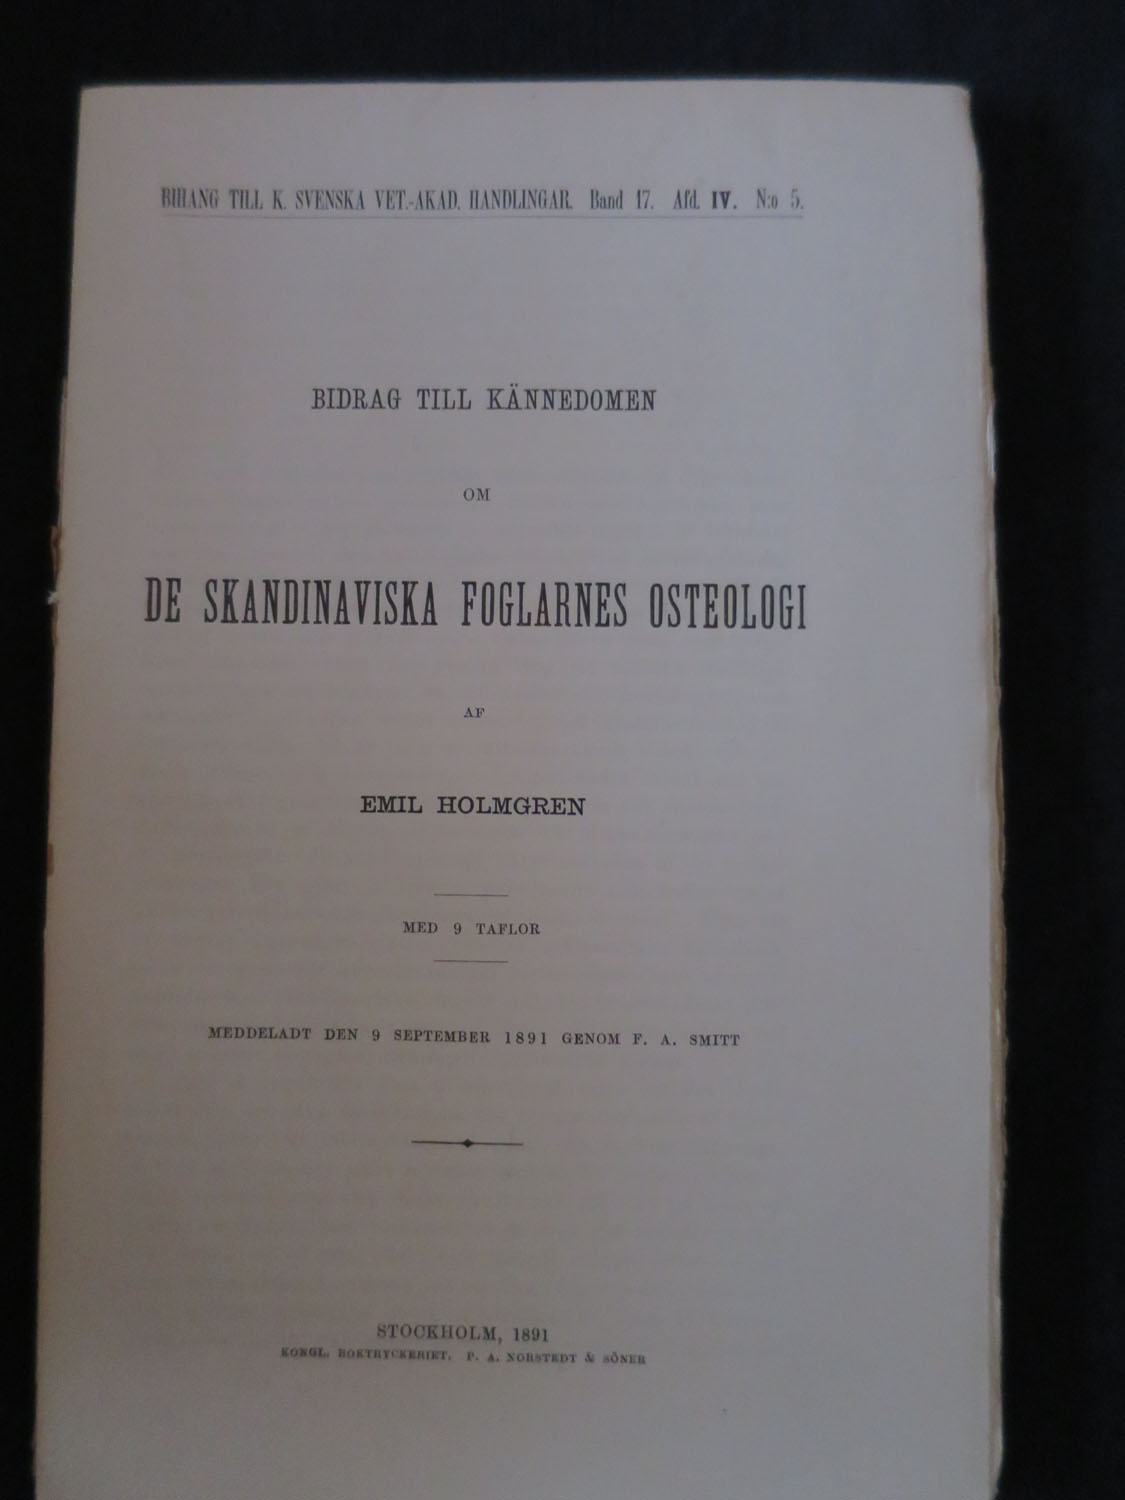 BIHANG TILL K. SVENSKA VET.-AKAD. HANDLINGAR. Band 17. Afd. IV. N:o 5.
BIDRAG TILL KÄNNEDOMEN
OM
DE SKANDINAVISKA FOGLARNES OSTEOLOGI
AF
EMIL HOLMGREN
MED 9 TAFLOR
MEDDELADT DEN 9 SEPTEMBER 1891 GENOM F. A. SMITT
STOCKHOLM, 1891
KONGL. BOKTRYCKERIET. P. A. NORSTEDT & SÖNER